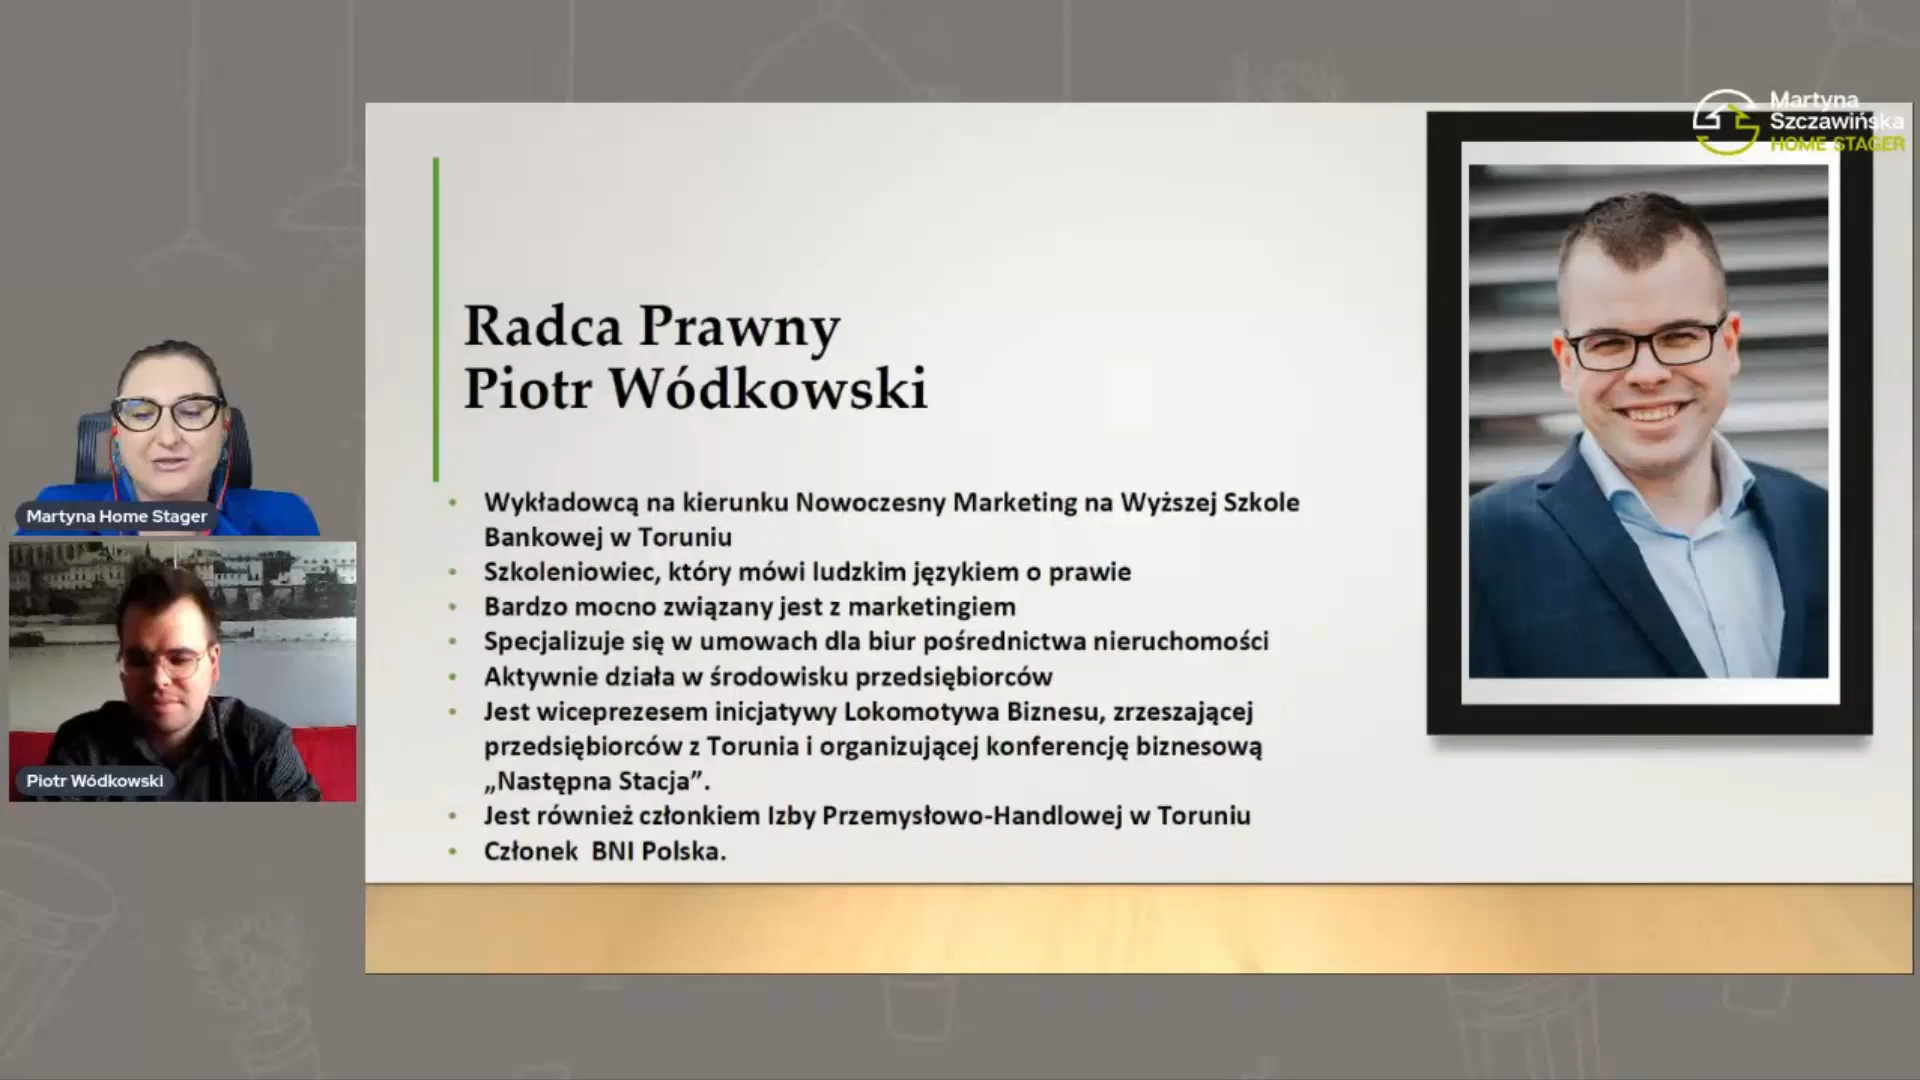 Martyna
Szczawińska
HOME STAGER
Radca Prawny
Piotr Wódkowski
• Wykładowcą na kierunku Nowoczesny Marketing na Wyższej Szkole
Bankowej w Toruniu
• Szkoleniowiec, który mówi ludzkim językiem o prawie
• Bardzo mocno związany jest z marketingiem
• Specjalizuje się w umowach dla biur pośrednictwa nieruchomości
• Aktywnie działa w środowisku przedsiębiorców
• Jest wiceprezesem inicjatywy Lokomotywa Biznesu, zrzeszającej
przedsiębiorców z Torunia i organizującej konferencję biznesową
„Następna Stacja”.
• Jest również członkiem Izby Przemysłowo-Handlowej w Toruniu
• Członek BNI Polska.
Martyna Home Stager
Piotr Wódkowski